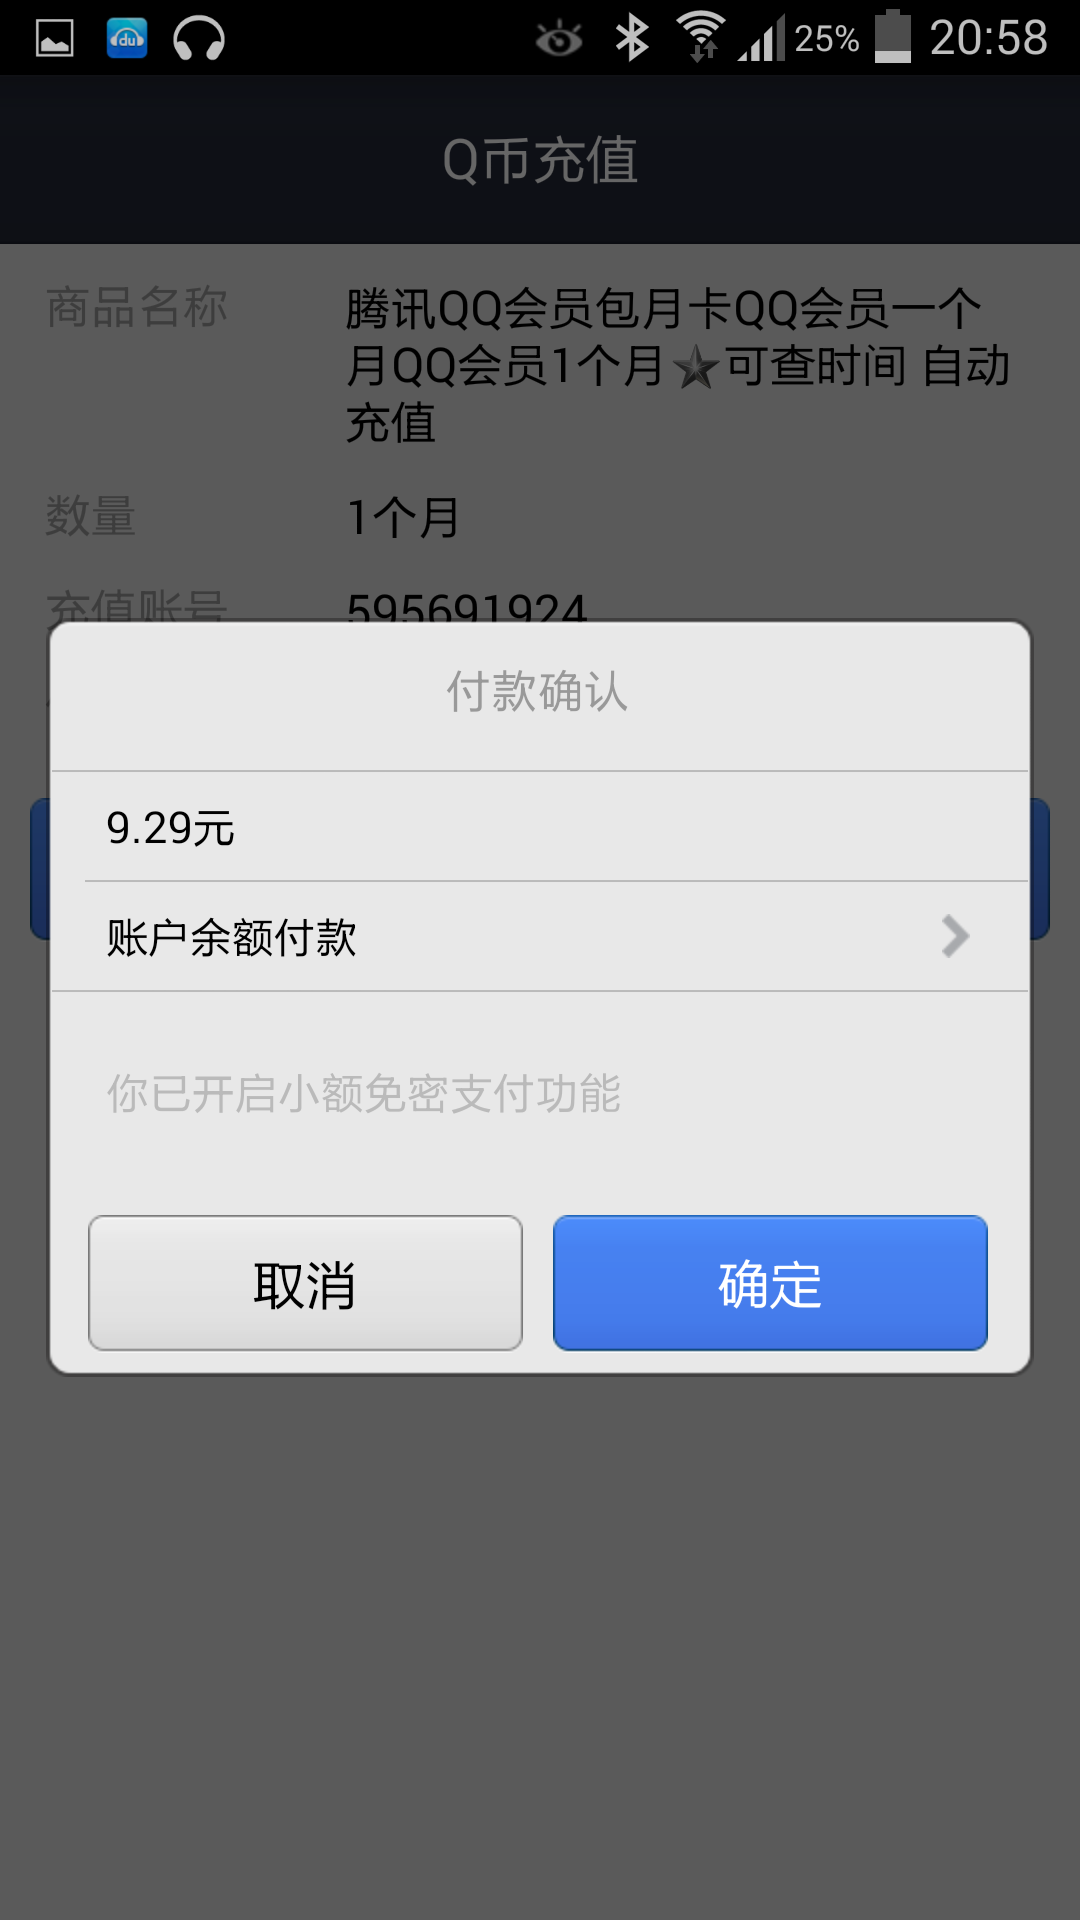 du
25%
20:58
Q币充值
商品名称
腾讯QQ会员包月卡QQ会员一个
月QQ会员1个月★可查时间 自动
充值
数量
1个月
充值账号
595691924
付款确认
9.29元
账户余额付款
你已开启小额免密支付功能
取消
确定